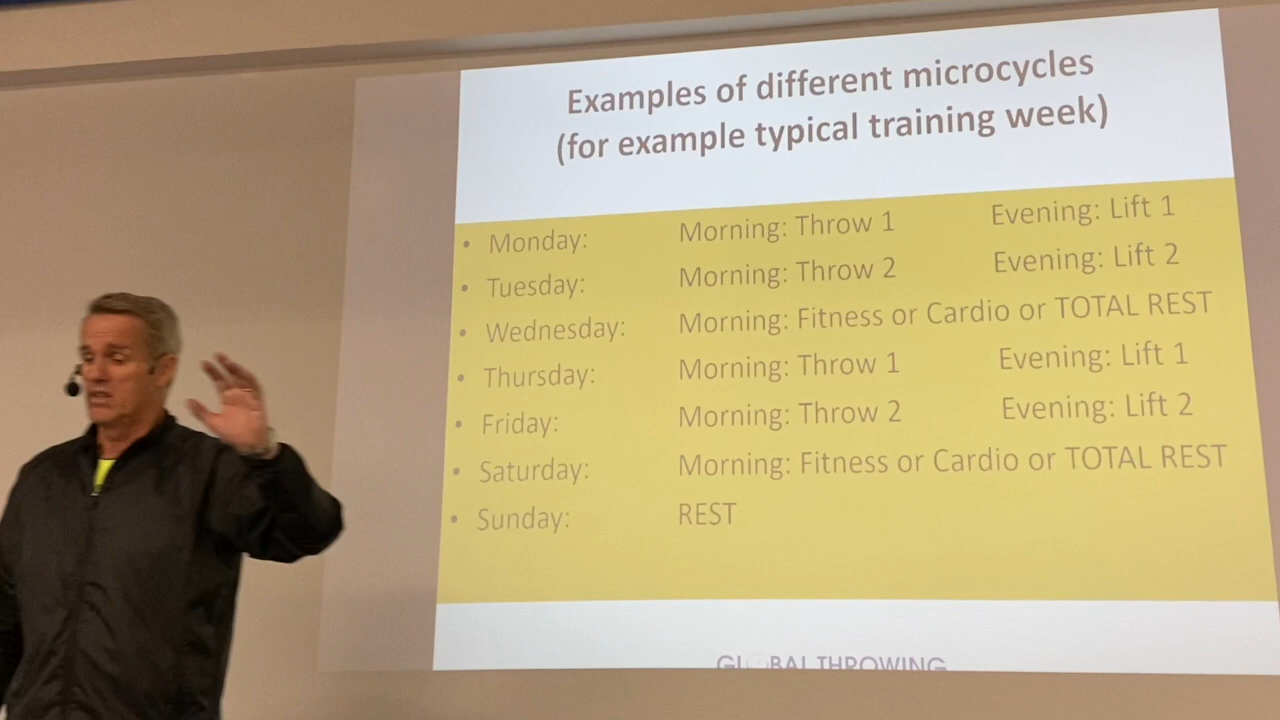 Examples of different microcycles
(for example typical training week)
• Monday: Morning: Throw 1 Evening: Lift 1
• Tuesday: Morning: Throw 2 Evening: Lift 2
• Wednesday: Morning: Fitness or Cardio or TOTAL REST
• Thursday: Morning: Throw 1 Evening: Lift 1
• Friday: Morning: Throw 2 Evening: Lift 2
• Saturday: Morning: Fitness or Cardio or TOTAL REST
• Sunday: REST
GLOBAL THROWING